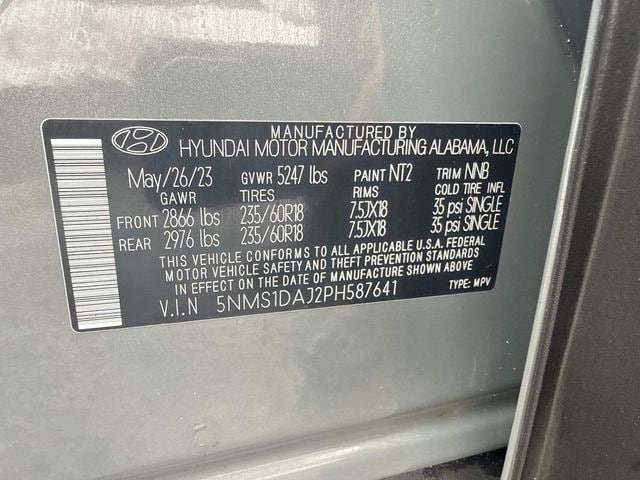 MANUFACTURED BY
HYUNDAI MOTOR MANUFACTURING ALABAMA, LLC
May/26/23 GVWR 5247 lbs PAINT NT2 TRIM NNB
GAWR TIRES RIMS COLD TIRE INFL
FRONT 2866 lbs 235/60R18 7.5JX18 35 psi SINGLE
REAR 2976 lbs 235/60R18 7.5JX18 35 psi SINGLE
THIS VEHICLE CONFORMS TO ALL APPLICABLE U.S.A. FEDERAL
MOTOR VEHICLE SAFETY AND THEFT PREVENTION STANDARDS
IN EFFECT ON THE DATE OF MANUFACTURE SHOWN ABOVE.
V.I.N 5NMS1DAJ2PH587641 TYPE: MPV